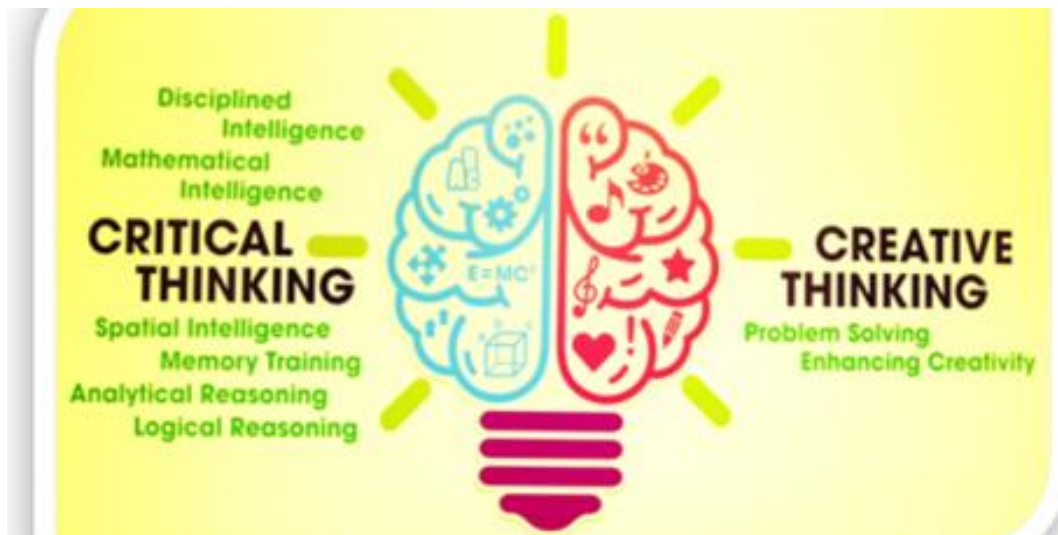 Disciplined
Intelligence
Mathematical
Intelligence
CRITICAL
THINKING
Spatial Intelligence
Memory Training
Analytical Reasoning
Logical Reasoning
E=MC²
CREATIVE
THINKING
Problem Solving
Enhancing Creativity